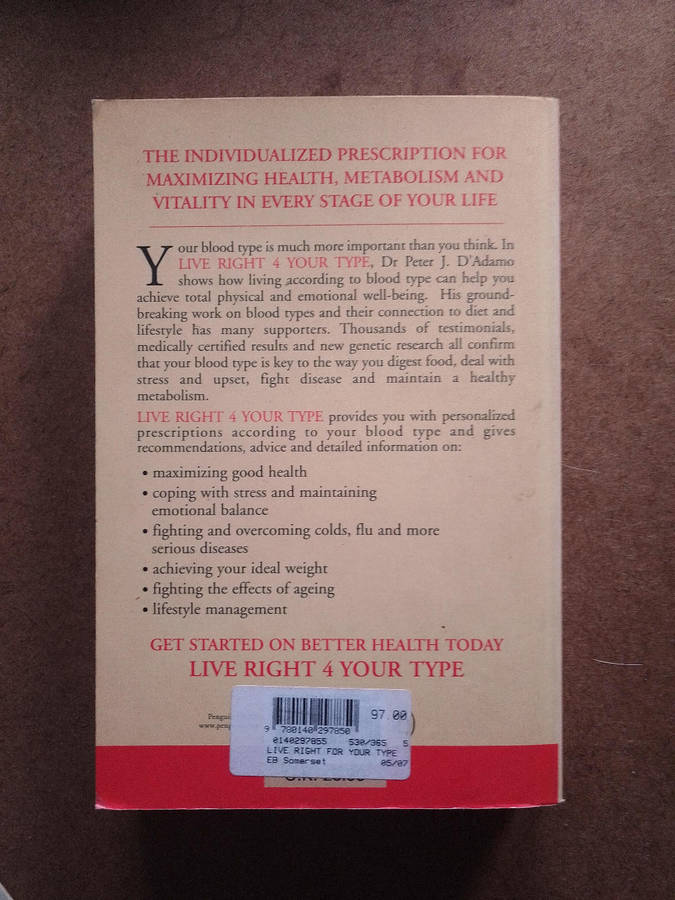 THE INDIVIDUALIZED PRESCRIPTION FOR
MAXIMIZING HEALTH, METABOLISM AND
VITALITY IN EVERY STAGE OF YOUR LIFE
Your blood type is much more important than you think. In
LIVE RIGHT 4 YOUR TYPE, Dr Peter J. D'Adamo
shows how living according to blood type can help you
achieve total physical and emotional well-being. His ground-
breaking work on blood types and their connection to diet and
lifestyle has many supporters. Thousands of testimonials,
medically certified results and new genetic research all confirm
that your blood type is key to the way you digest food, deal with
stress and upset, fight disease and maintain a healthy
metabolism.
LIVE RIGHT 4 YOUR TYPE provides you with personalized
prescriptions according to your blood type and gives
recommendations, advice and detailed information on:
• maximizing good health
• coping with stress and maintaining
emotional balance
• fighting and overcoming colds, flu and more
serious diseases
• achieving your ideal weight
• fighting the effects of ageing
• lifestyle management
GET STARTED ON BETTER HEALTH TODAY
LIVE RIGHT 4 YOUR TYPE
97.00
9 780140 297850
0140297855 530/365 5
LIVE RIGHT FOR YOUR TYPE
EB Somerset 05/07